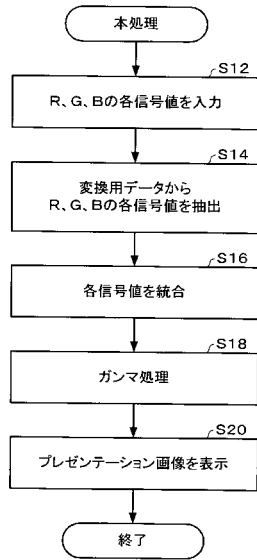 本処理
S12
R、G、Bの各信号値を入力
S14
変換用データから
R、G、Bの各信号値を抽出
S16
各信号値を統合
S18
ガンマ処理
S20
プレゼンテーション画像を表示
終了